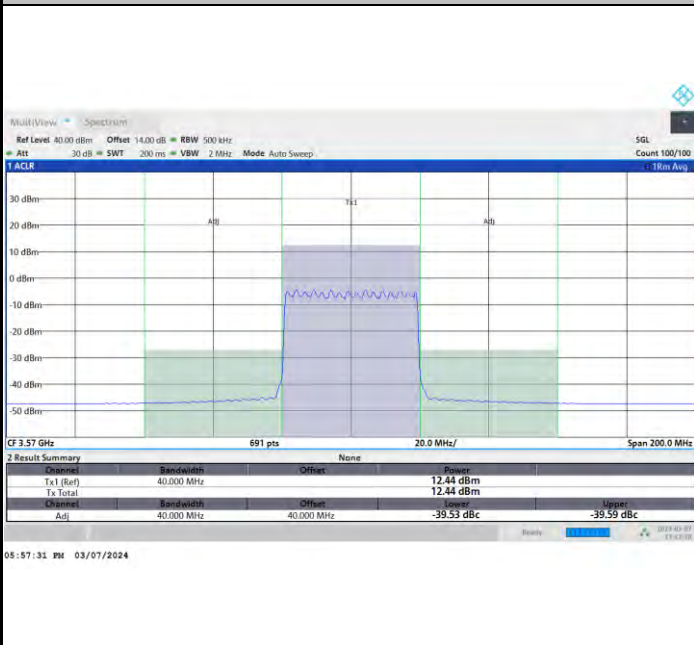 MultiView Spectrum
Ref Level 40.00 dBm Offset 14.00 dB RBW 500 kHz SGL
Att 30 dB SWT 200 ms VBW 2 MHz Mode Auto Sweep Count 100/100
1 ACLR 1Rm Avg
Tx1
30 dBm
Adj Adj
20 dBm
10 dBm
0 dBm
-10 dBm
-20 dBm
-30 dBm
-40 dBm
-50 dBm
CF 3.57 GHz 691 pts 20.0 MHz/ Span 200.0 MHz
2 Result Summary None
Channel Bandwidth Offset Power
Tx1 (Ref) 40.000 MHz 12.44 dBm
Tx Total 12.44 dBm
Channel Bandwidth Offset Lower Upper
Adj 40.000 MHz 40.000 MHz -39.53 dBc -39.59 dBc
Ready
05:57:31 PM 03/07/2024